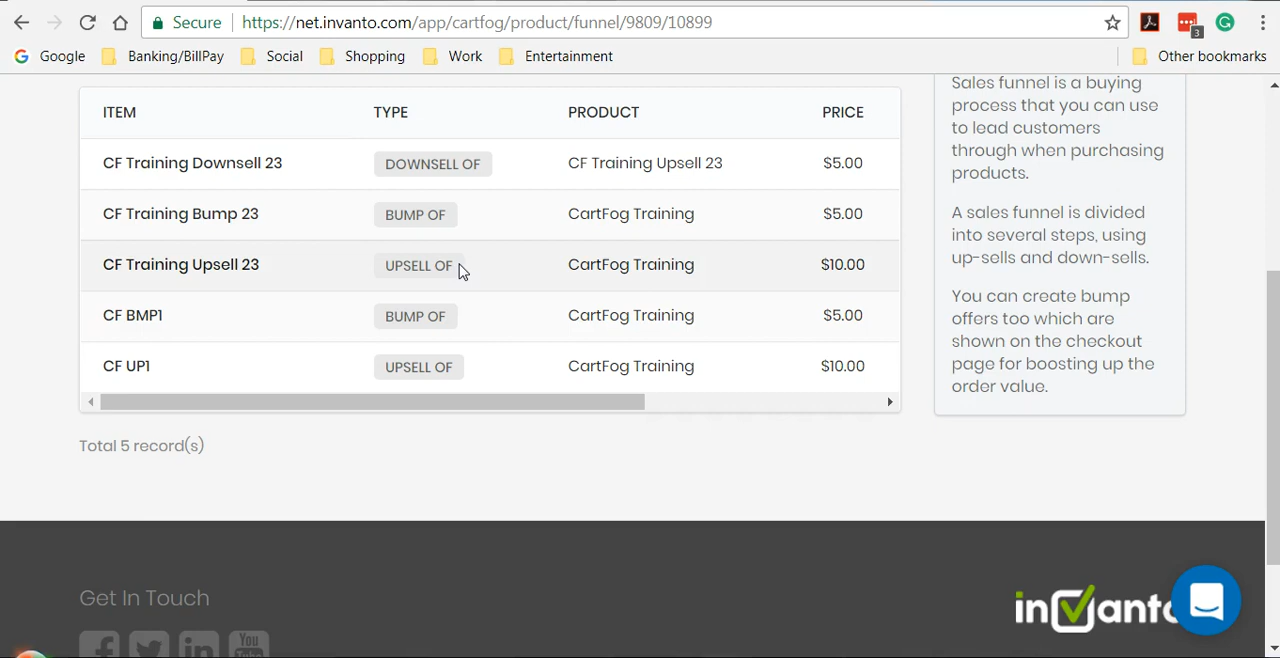 Secure
https://net.invanto.com/app/cartfog/product/funnel/9809/10899
3
G
Google
Banking/BillPay
Social
Shopping
Work
Entertainment
Other bookmarks
ITEM TYPE PRODUCT PRICE
CF Training Downsell 23 DOWNSELL OF CF Training Upsell 23 $5.00
CF Training Bump 23 BUMP OF CartFog Training $5.00
CF Training Upsell 23 UPSELL OF CartFog Training $10.00
CF BMP1 BUMP OF CartFog Training $5.00
CF UP1 UPSELL OF CartFog Training $10.00
Total 5 record(s)
Sales funnel is a buying
process that you can use
to lead customers
through when purchasing
products.
A sales funnel is divided
into several steps, using
up-sells and down-sells.
You can create bump
offers too which are
shown on the checkout
page for boosting up the
order value.
Get In Touch
You
Tube
invanto